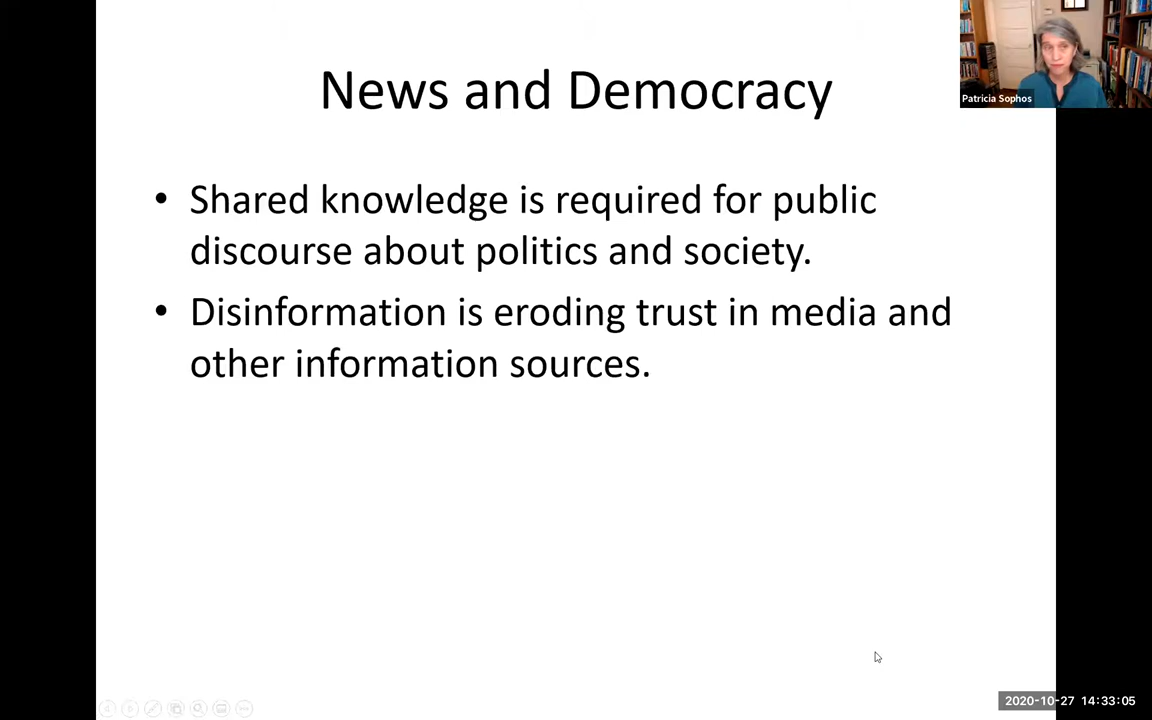 News and Democracy
Patricia Sophos
• Shared knowledge is required for public
discourse about politics and society.
• Disinformation is eroding trust in media and
other information sources.
2020-10-27 14:33:05